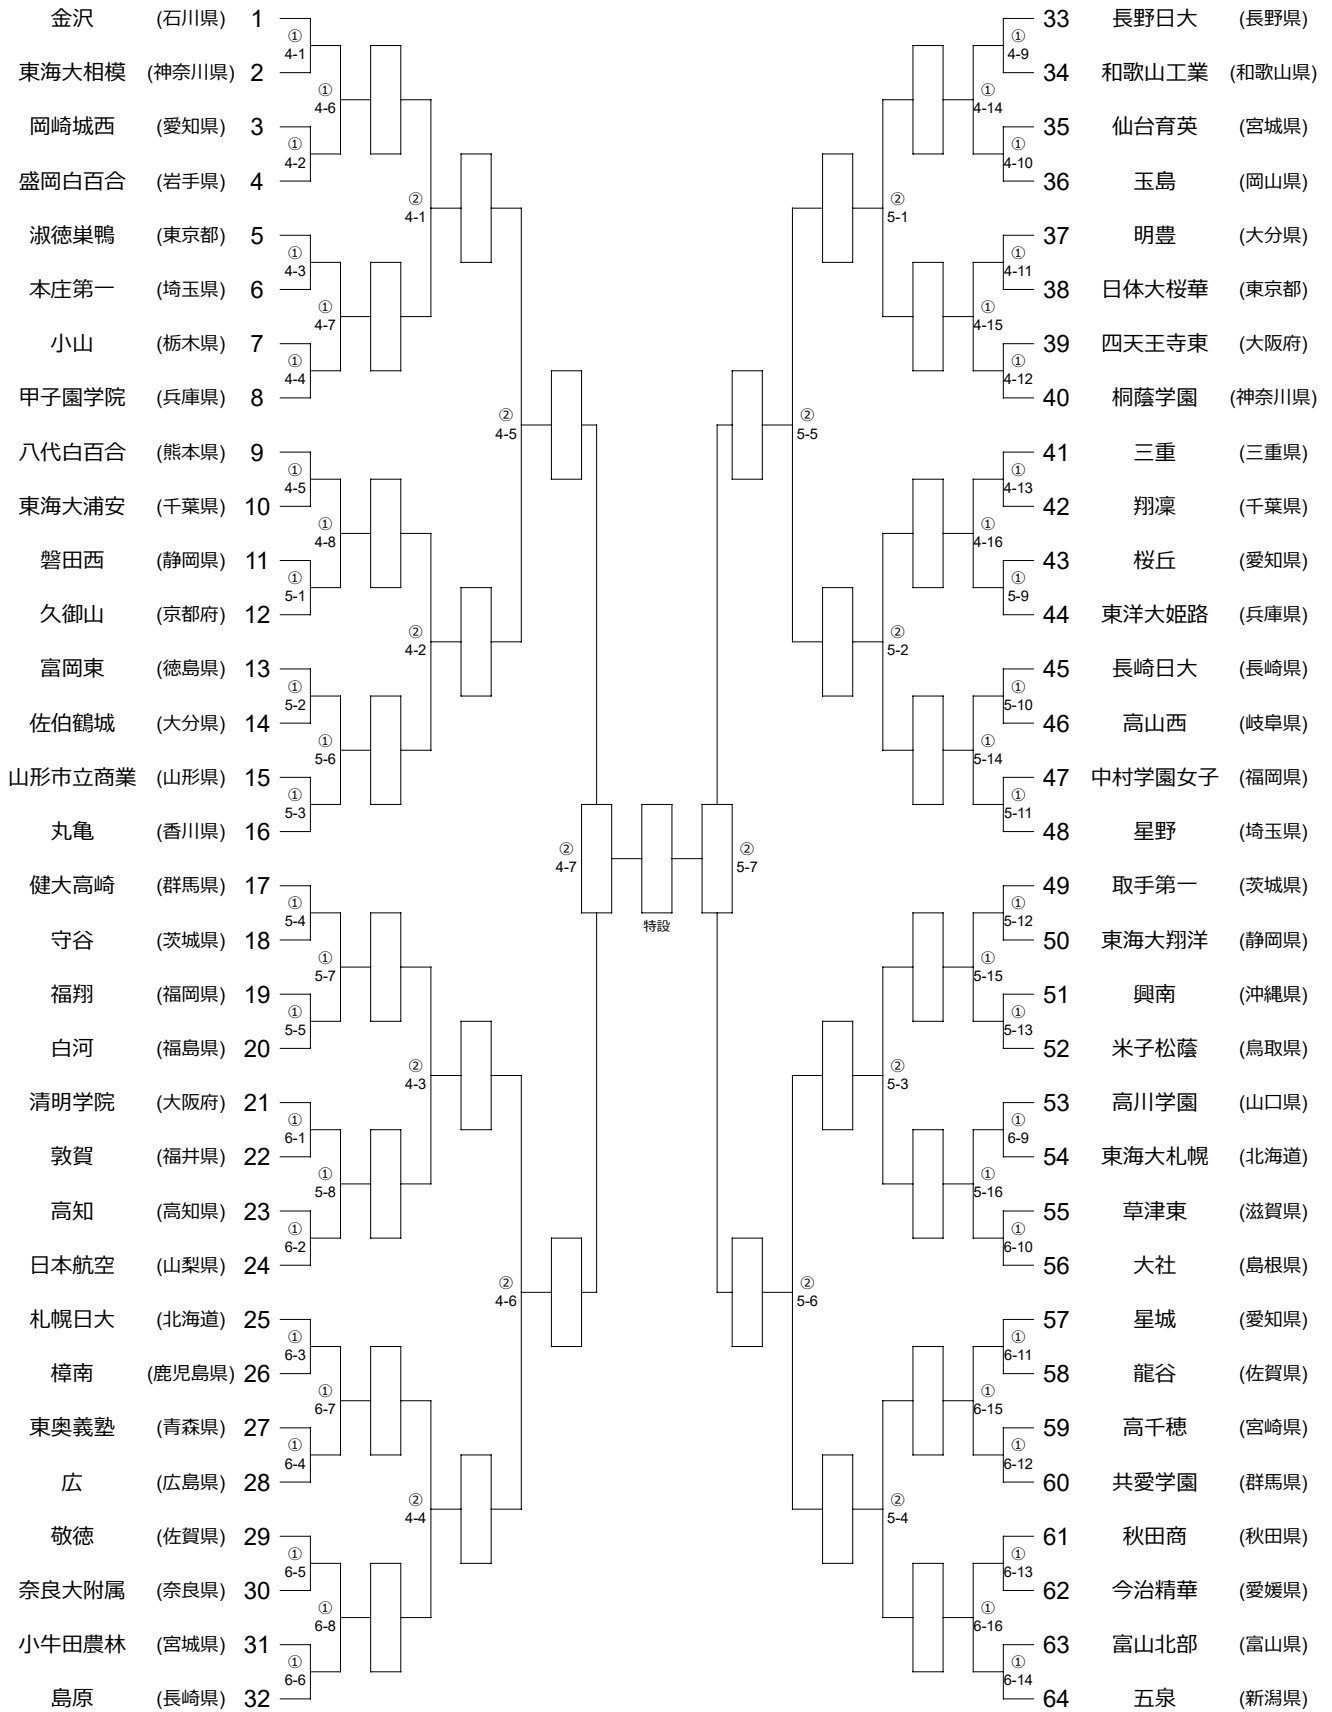 金沢 (石川県) 1
① 4-1
東海大相模 (神奈川県) 2
① 4-6
岡崎城西 (愛知県) 3
① 4-2
盛岡白百合 (岩手県) 4
② 4-1
淑徳巣鴨 (東京都) 5
① 4-3
本庄第一 (埼玉県) 6
① 4-7
小山 (栃木県) 7
① 4-4
甲子園学院 (兵庫県) 8
② 4-5
八代白百合 (熊本県) 9
① 4-5
東海大浦安 (千葉県) 10
① 4-8
磐田西 (静岡県) 11
① 5-1
久御山 (京都府) 12
② 4-2
富岡東 (徳島県) 13
① 5-2
佐伯鶴城 (大分県) 14
① 5-6
山形市立商業 (山形県) 15
① 5-3
丸亀 (香川県) 16
② 4-7
健大高崎 (群馬県) 17
① 5-4
守谷 (茨城県) 18
① 5-7
福翔 (福岡県) 19
① 5-5
白河 (福島県) 20
② 4-3
清明学院 (大阪府) 21
① 6-1
敦賀 (福井県) 22
① 5-8
高知 (高知県) 23
① 6-2
日本航空 (山梨県) 24
② 4-6
札幌日大 (北海道) 25
① 6-3
樟南 (鹿児島県) 26
① 6-7
東奥義塾 (青森県) 27
① 6-4
広 (広島県) 28
② 4-4
敬徳 (佐賀県) 29
① 6-5
奈良大附属 (奈良県) 30
① 6-8
小牛田農林 (宮城県) 31
① 6-6
島原 (長崎県) 32
特設
33 長野日大 (長野県)
① 4-9
34 和歌山工業 (和歌山県)
① 4-14
35 仙台育英 (宮城県)
① 4-10
36 玉島 (岡山県)
② 5-1
37 明豊 (大分県)
① 4-11
38 日体大桜華 (東京都)
① 4-15
39 四天王寺東 (大阪府)
① 4-12
40 桐蔭学園 (神奈川県)
② 5-5
41 三重 (三重県)
① 4-13
42 翔凜 (千葉県)
① 4-16
43 桜丘 (愛知県)
① 5-9
44 東洋大姫路 (兵庫県)
② 5-2
45 長崎日大 (長崎県)
① 5-10
46 高山西 (岐阜県)
① 5-14
47 中村学園女子 (福岡県)
① 5-11
48 星野 (埼玉県)
② 5-7
49 取手第一 (茨城県)
① 5-12
50 東海大翔洋 (静岡県)
① 5-15
51 興南 (沖縄県)
① 5-13
52 米子松蔭 (鳥取県)
② 5-3
53 高川学園 (山口県)
① 6-9
54 東海大札幌 (北海道)
① 5-16
55 草津東 (滋賀県)
① 6-10
56 大社 (島根県)
② 5-6
57 星城 (愛知県)
① 6-11
58 龍谷 (佐賀県)
① 6-15
59 高千穂 (宮崎県)
① 6-12
60 共愛学園 (群馬県)
② 5-4
61 秋田商 (秋田県)
① 6-13
62 今治精華 (愛媛県)
① 6-16
63 富山北部 (富山県)
① 6-14
64 五泉 (新潟県)